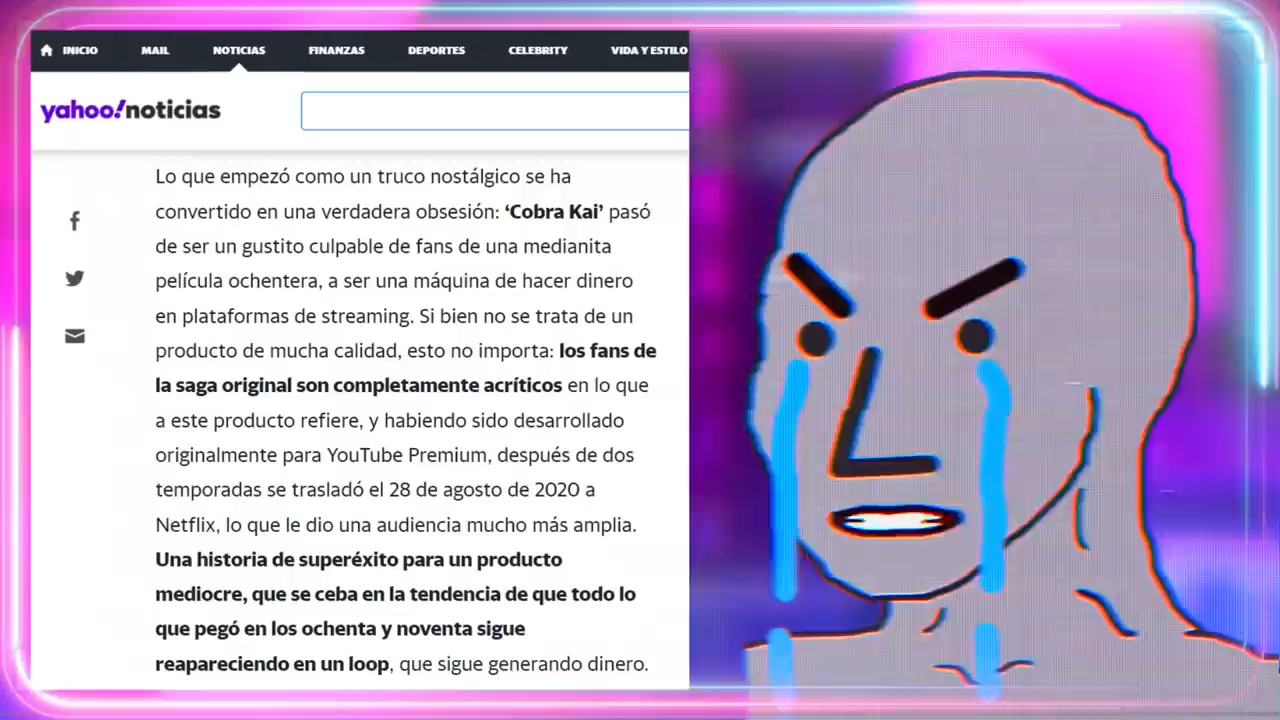 INICIO MAIL NOTICIAS FINANZAS DEPORTES CELEBRITY VIDA Y ESTILO
yahoo!noticias
Lo que empezó como un truco nostálgico se ha
convertido en una verdadera obsesión: ‘Cobra Kai’ pasó
de ser un gustito culpable de fans de una medianita
película ochentera, a ser una máquina de hacer dinero
en plataformas de streaming. Si bien no se trata de un
producto de mucha calidad, esto no importa: los fans de
la saga original son completamente acríticos en lo que
a este producto refiere, y habiendo sido desarrollado
originalmente para YouTube Premium, después de dos
temporadas se trasladó el 28 de agosto de 2020 a
Netflix, lo que le dio una audiencia mucho más amplia.
Una historia de superéxito para un producto
mediocre, que se ceba en la tendencia de que todo lo
que pegó en los ochenta y noventa sigue
reapareciendo en un loop, que sigue generando dinero.